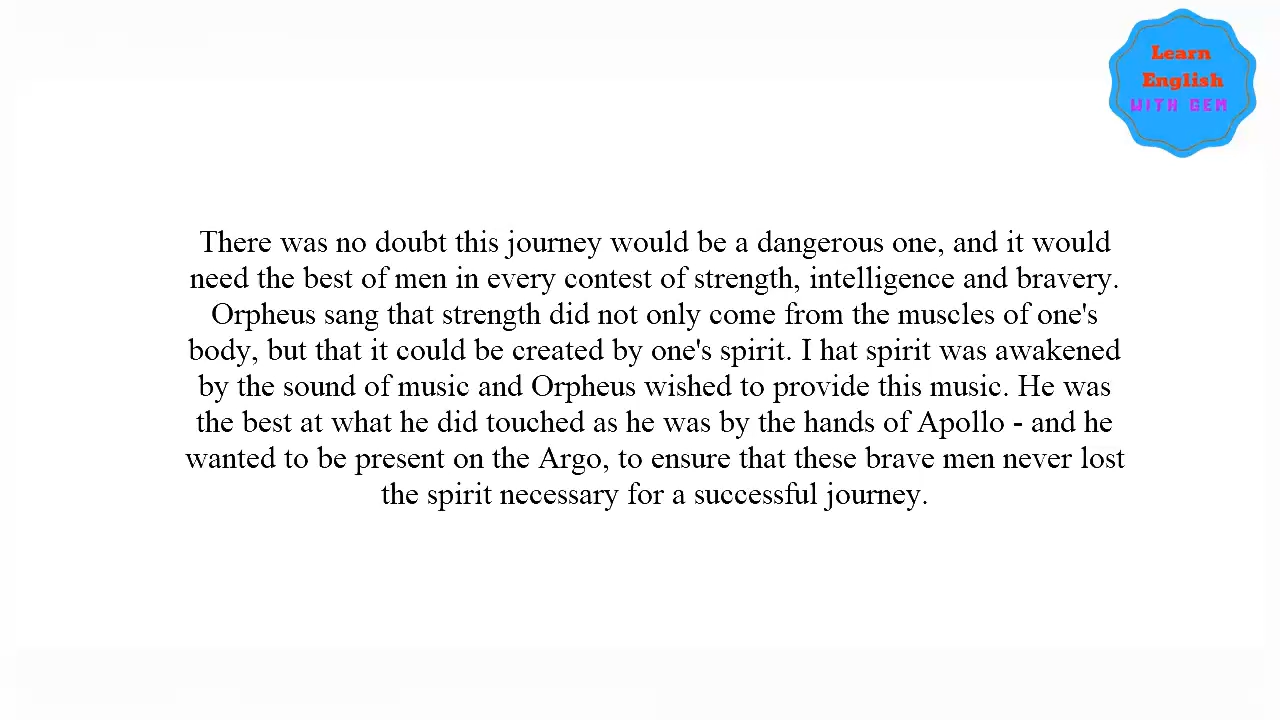 Learn
English
WITH GEM
There was no doubt this journey would be a dangerous one, and it would
need the best of men in every contest of strength, intelligence and bravery.
Orpheus sang that strength did not only come from the muscles of one's
body, but that it could be created by one's spirit. I hat spirit was awakened
by the sound of music and Orpheus wished to provide this music. He was
the best at what he did touched as he was by the hands of Apollo - and he
wanted to be present on the Argo, to ensure that these brave men never lost
the spirit necessary for a successful journey.